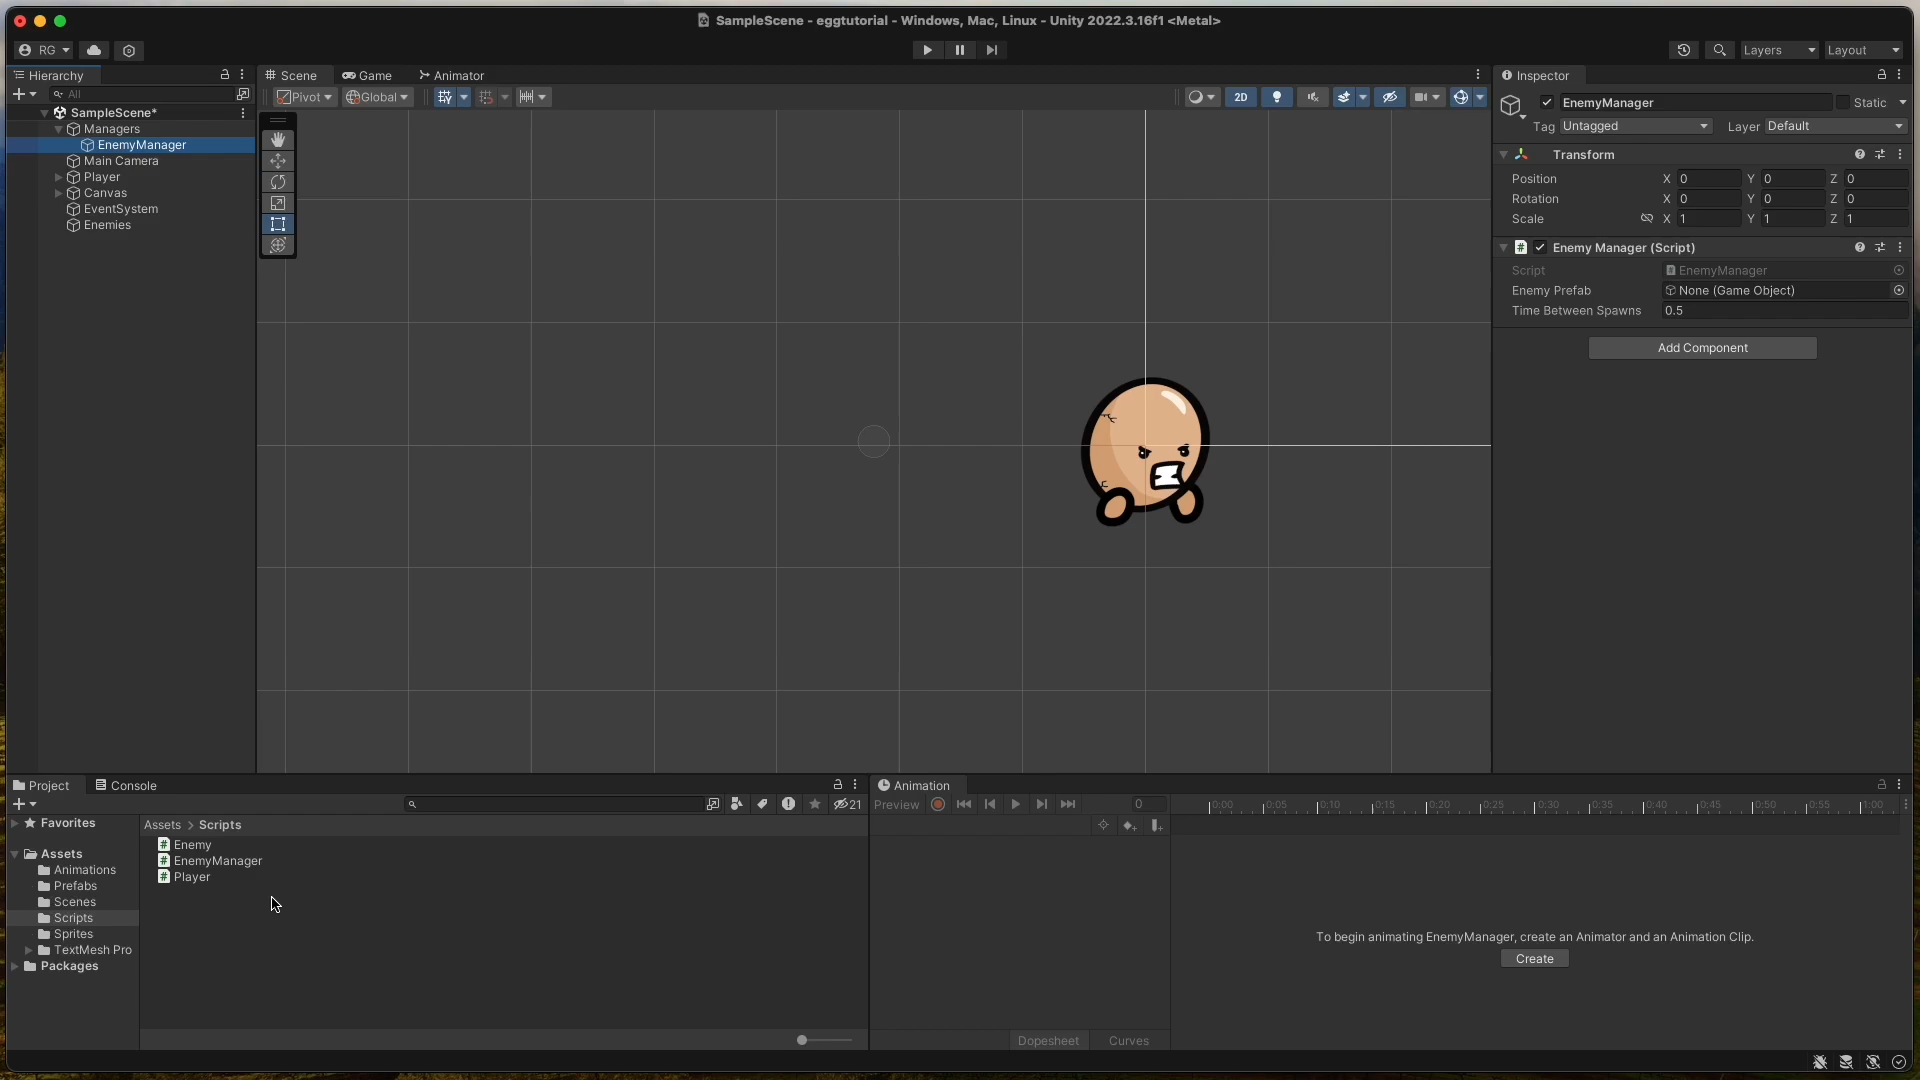 SampleScene - eggtutorial - Windows, Mac, Linux - Unity 2022.3.16f1 <Metal>
RG
Layers
Layout
Hierarchy
Scene
Game
Animator
Inspector
All
Pivot
Global
2D
EnemyManager
Static
SampleScene*
Managers
EnemyManager
Main Camera
Player
Canvas
EventSystem
Enemies
Tag Untagged Layer Default
Transform
Position X 0 Y 0 Z 0
Rotation X 0 Y 0 Z 0
Scale X 1 Y 1 Z 1
Enemy Manager (Script)
Script EnemyManager
Enemy Prefab None (Game Object)
Time Between Spawns 0.5
Add Component
Project
Console
21
Favorites
Assets
Animations
Prefabs
Scenes
Scripts
Sprites
TextMesh Pro
Packages
Assets > Scripts
Enemy
EnemyManager
Player
Animation
Preview
0
0:00 0:05 0:10 0:15 0:20 0:25 0:30 0:35 0:40 0:45 0:50 0:55 1:00
To begin animating EnemyManager, create an Animator and an Animation Clip.
Create
Dopesheet
Curves